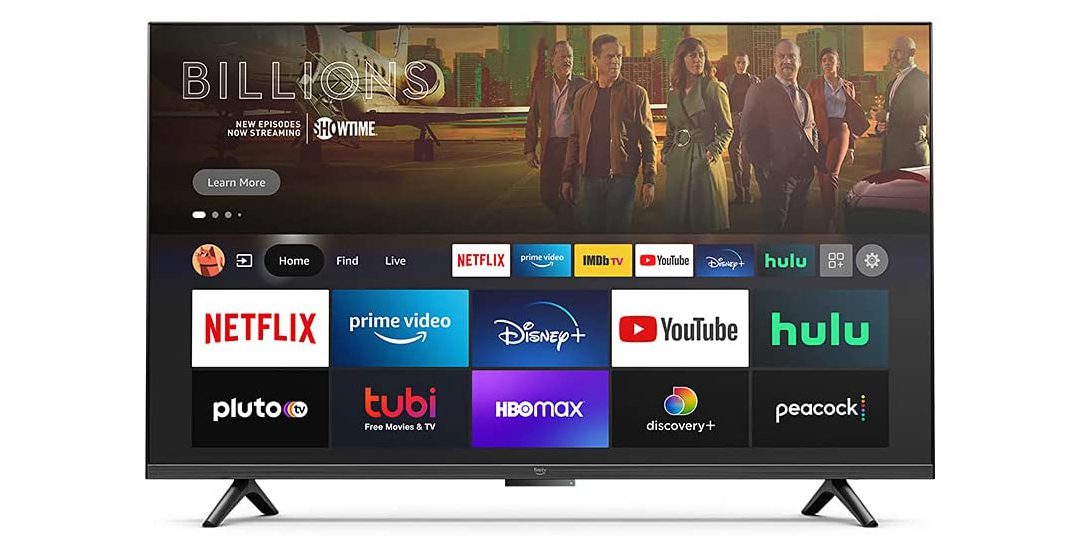 BILLIONS
NEW EPISODES
NOW STREAMING
SHOWTIME
Learn More
Home
Find
Live
NETFLIX
prime video
IMDb TV
YouTube
Disney+
hulu
NETFLIX
prime video
Disney+
YouTube
hulu
pluto tv
tubi
Free Movies & TV
HBOmax
discovery+
peacock
firetv